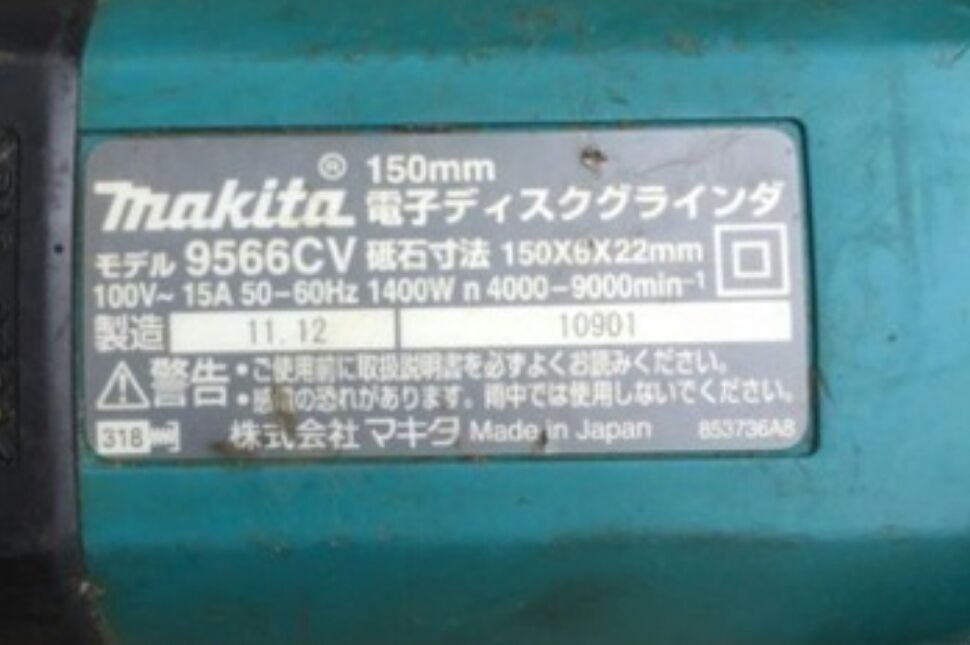 makita® 150mm
電子ディスクグラインダ
モデル 9566CV 砥石寸法 150X6X22mm
100V~ 15A 50-60Hz 1400W n 4000-9000min⁻¹
製造 11.12 10901
警告 •ご使用前に取扱説明書を必ずよくお読みください。
•感電の恐れがあります。雨中では使用しないでください。
318 株式会社マキタ Made in Japan 853736A8